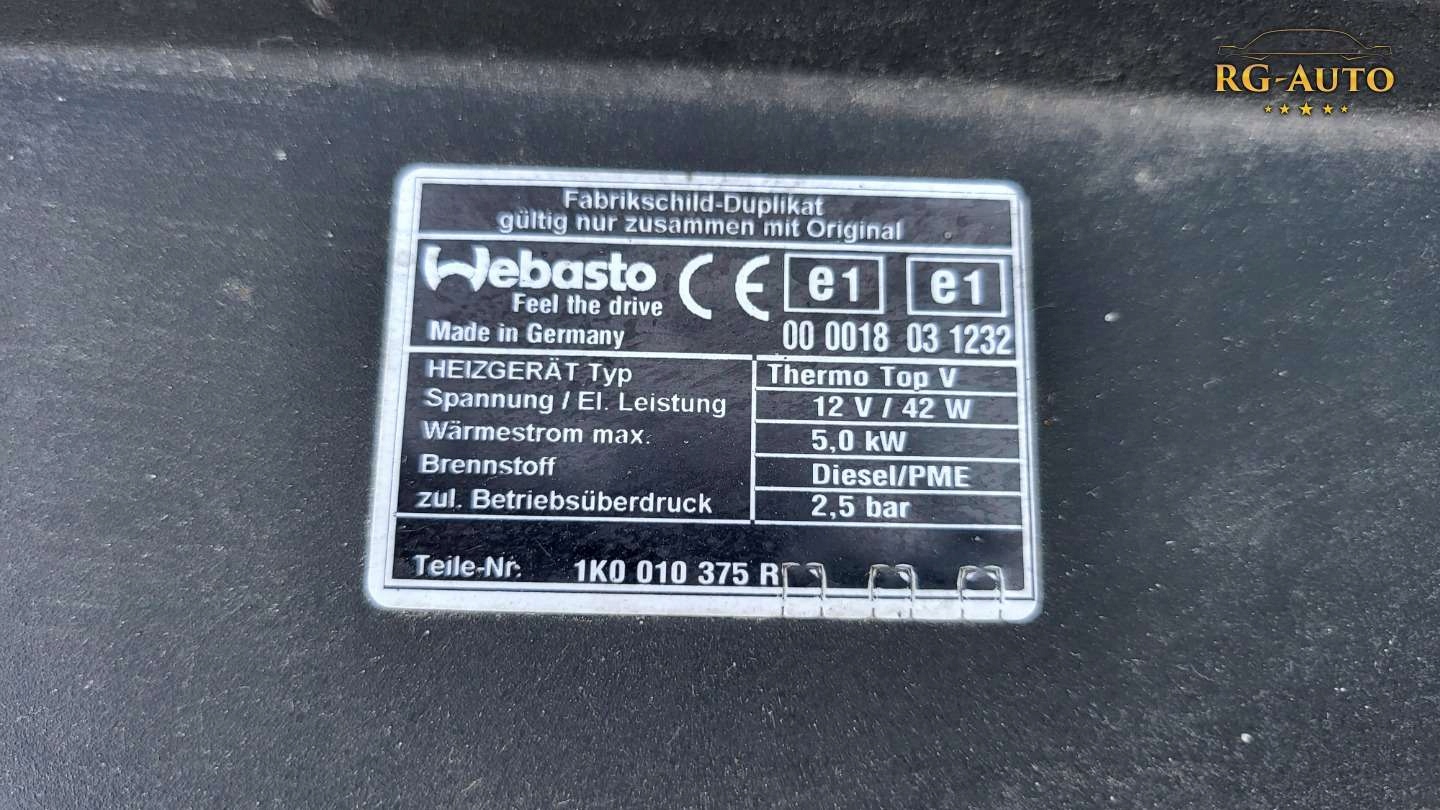 RG-AUTO
Fabrikschild-Duplikat
gültig nur zusammen mit Original
Webasto
Feel the drive
CE
e1
e1
Made in Germany
00 0018
03 1232
HEIZGERÄT Typ
Thermo Top V
Spannung / El. Leistung
12 V / 42 W
Wärmestrom max.
5,0 kW
Brennstoff
Diesel/PME
zul. Betriebsüberdruck
2,5 bar
Teile-Nr. 1K0 010 375 R